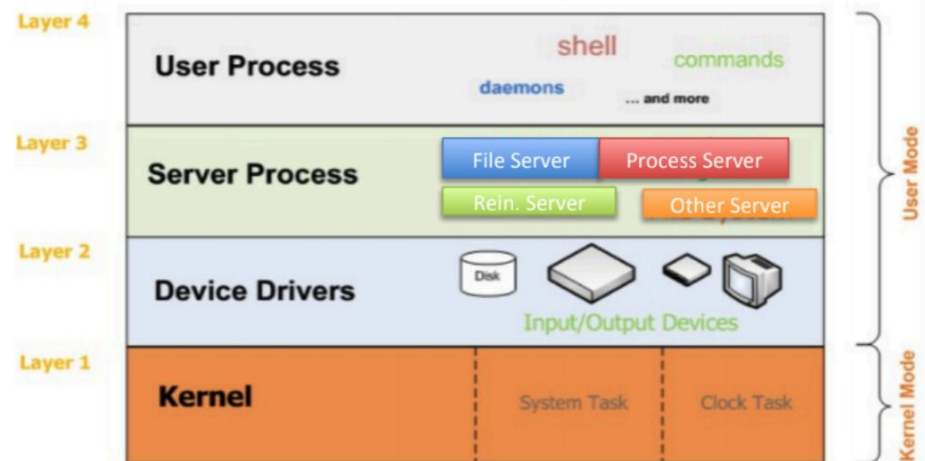 Layer 4
User Process
shell
commands
daemons
... and more
Layer 3
Server Process
File Server
Process Server
Rein. Server
Other Server
Layer 2
Device Drivers
Disk
Input/Output Devices
Layer 1
Kernel
System Task
Clock Task
User Mode
Kernel Mode